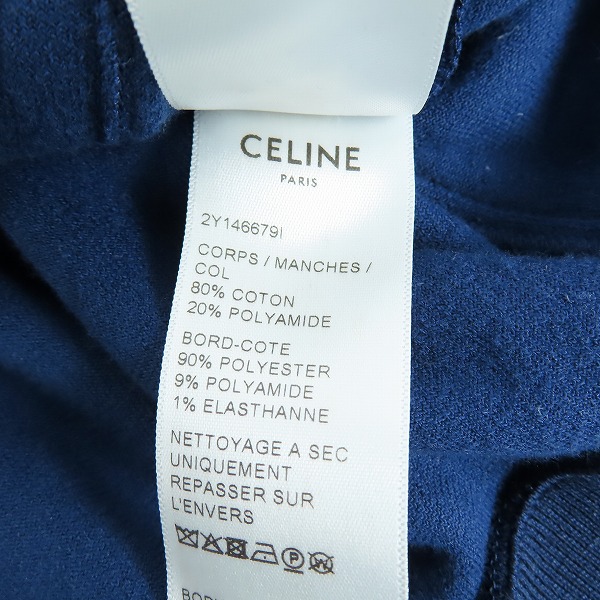 CELINE
PARIS
2Y146679I
CORPS / MANCHES /
COL
80% COTON
20% POLYAMIDE
BORD-COTE
90% POLYESTER
9% POLYAMIDE
1% ELASTHANNE
NETTOYAGE A SEC
UNIQUEMENT
REPASSER SUR
L'ENVERS
P W